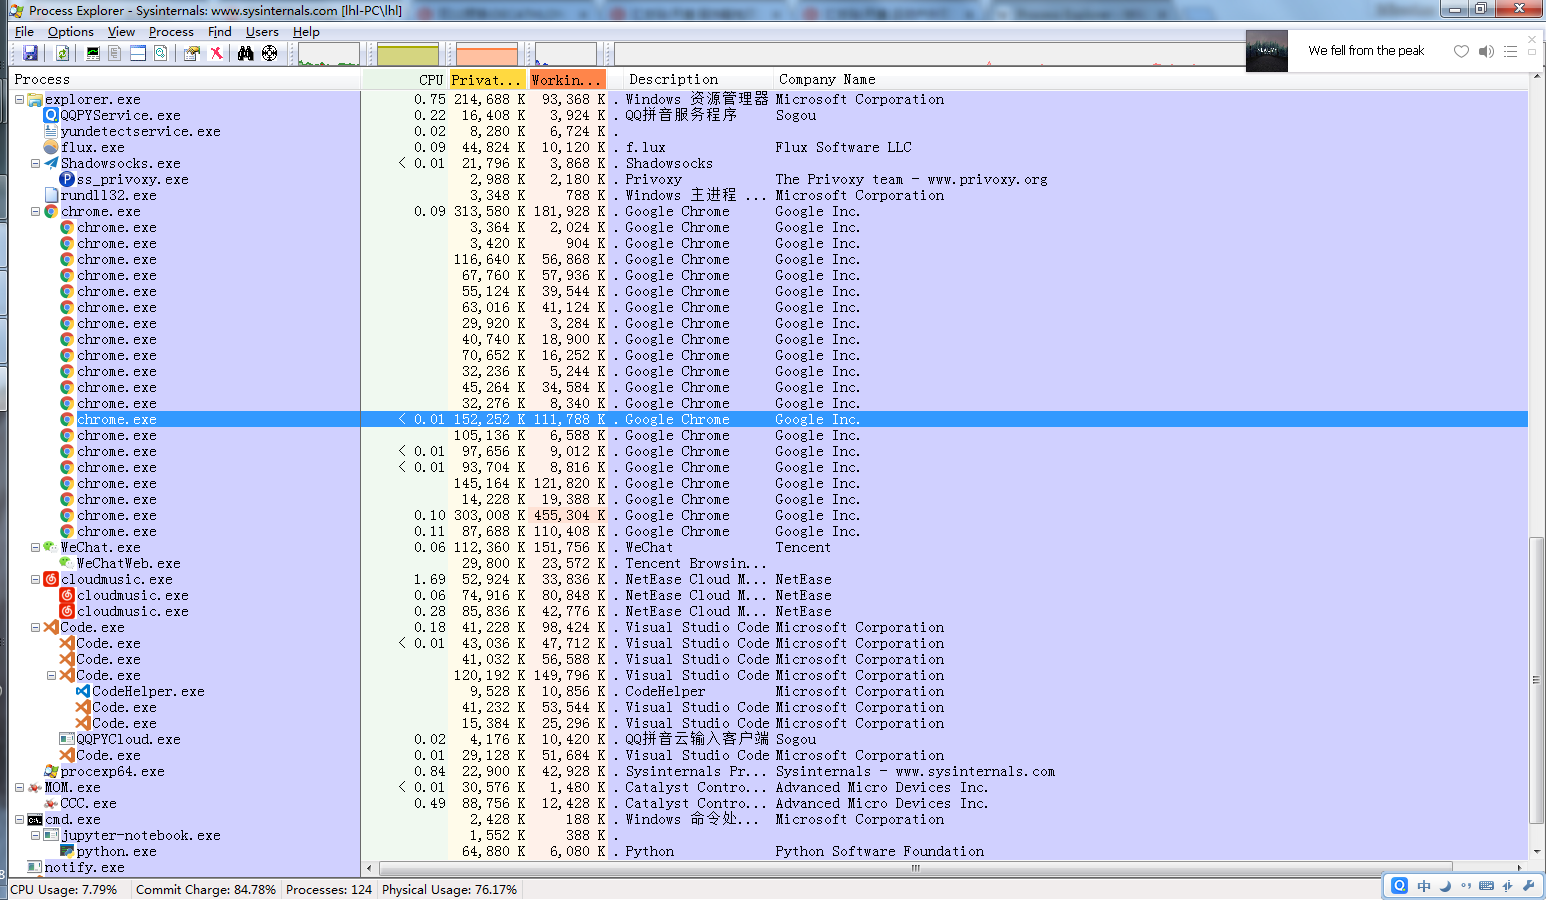 Process Explorer - Sysinternals: www.sysinternals.com [lhl-PC\lhl]
File Options View Process Find Users Help
We fell from the peak
Process CPU Privat... Workin... Description Company Name
explorer.exe 0.75 214,688 K 93,368 K . Windows 资源管理器 Microsoft Corporation
QQPYService.exe 0.22 16,408 K 3,924 K . QQ拼音服务程序 Sogou
yundetectservice.exe 0.02 8,280 K 6,724 K .
flux.exe 0.09 44,824 K 10,120 K . f.lux Flux Software LLC
Shadowsocks.exe < 0.01 21,796 K 3,868 K . Shadowsocks
ss_privoxy.exe 2,988 K 2,180 K . Privoxy The Privoxy team - www.privoxy.org
rundll32.exe 3,348 K 788 K . Windows 主进程 ... Microsoft Corporation
chrome.exe 0.09 313,580 K 181,928 K . Google Chrome Google Inc.
chrome.exe 3,364 K 2,024 K . Google Chrome Google Inc.
chrome.exe 3,420 K 904 K . Google Chrome Google Inc.
chrome.exe 116,640 K 56,868 K . Google Chrome Google Inc.
chrome.exe 67,760 K 57,936 K . Google Chrome Google Inc.
chrome.exe 55,124 K 39,544 K . Google Chrome Google Inc.
chrome.exe 63,016 K 41,124 K . Google Chrome Google Inc.
chrome.exe 29,920 K 3,284 K . Google Chrome Google Inc.
chrome.exe 40,740 K 18,900 K . Google Chrome Google Inc.
chrome.exe 70,652 K 16,252 K . Google Chrome Google Inc.
chrome.exe 32,236 K 5,244 K . Google Chrome Google Inc.
chrome.exe 45,264 K 34,584 K . Google Chrome Google Inc.
chrome.exe 32,276 K 8,340 K . Google Chrome Google Inc.
chrome.exe < 0.01 152,252 K 111,788 K . Google Chrome Google Inc.
chrome.exe 105,136 K 6,588 K . Google Chrome Google Inc.
chrome.exe < 0.01 97,656 K 9,012 K . Google Chrome Google Inc.
chrome.exe < 0.01 93,704 K 8,816 K . Google Chrome Google Inc.
chrome.exe 145,164 K 121,820 K . Google Chrome Google Inc.
chrome.exe 14,228 K 19,388 K . Google Chrome Google Inc.
chrome.exe 0.10 303,008 K 455,304 K . Google Chrome Google Inc.
chrome.exe 0.11 87,688 K 110,408 K . Google Chrome Google Inc.
WeChat.exe 0.06 112,360 K 151,756 K . WeChat Tencent
WeChatWeb.exe 29,800 K 23,572 K . Tencent Browsin...
cloudmusic.exe 1.69 52,924 K 33,836 K . NetEase Cloud M... NetEase
cloudmusic.exe 0.06 74,916 K 80,848 K . NetEase Cloud M... NetEase
cloudmusic.exe 0.28 85,836 K 42,776 K . NetEase Cloud M... NetEase
Code.exe 0.18 41,228 K 98,424 K . Visual Studio Code Microsoft Corporation
Code.exe < 0.01 43,036 K 47,712 K . Visual Studio Code Microsoft Corporation
Code.exe 41,032 K 56,588 K . Visual Studio Code Microsoft Corporation
Code.exe 120,192 K 149,796 K . Visual Studio Code Microsoft Corporation
CodeHelper.exe 9,528 K 10,856 K . CodeHelper Microsoft Corporation
Code.exe 41,232 K 53,544 K . Visual Studio Code Microsoft Corporation
Code.exe 15,384 K 25,296 K . Visual Studio Code Microsoft Corporation
QQPYCloud.exe 0.02 4,176 K 10,420 K . QQ拼音云输入客户端 Sogou
Code.exe 0.01 29,128 K 51,684 K . Visual Studio Code Microsoft Corporation
procexp64.exe 0.84 22,900 K 42,928 K . Sysinternals Pr... Sysinternals - www.sysinternals.com
MOM.exe < 0.01 30,576 K 1,480 K . Catalyst Contro... Advanced Micro Devices Inc.
CCC.exe 0.49 88,756 K 12,428 K . Catalyst Contro... Advanced Micro Devices Inc.
cmd.exe 2,428 K 188 K . Windows 命令处... Microsoft Corporation
jupyter-notebook.exe 1,552 K 388 K .
python.exe 64,880 K 6,080 K . Python Python Software Foundation
notify.exe
CPU Usage: 7.79% Commit Charge: 84.78% Processes: 124 Physical Usage: 76.17%
中